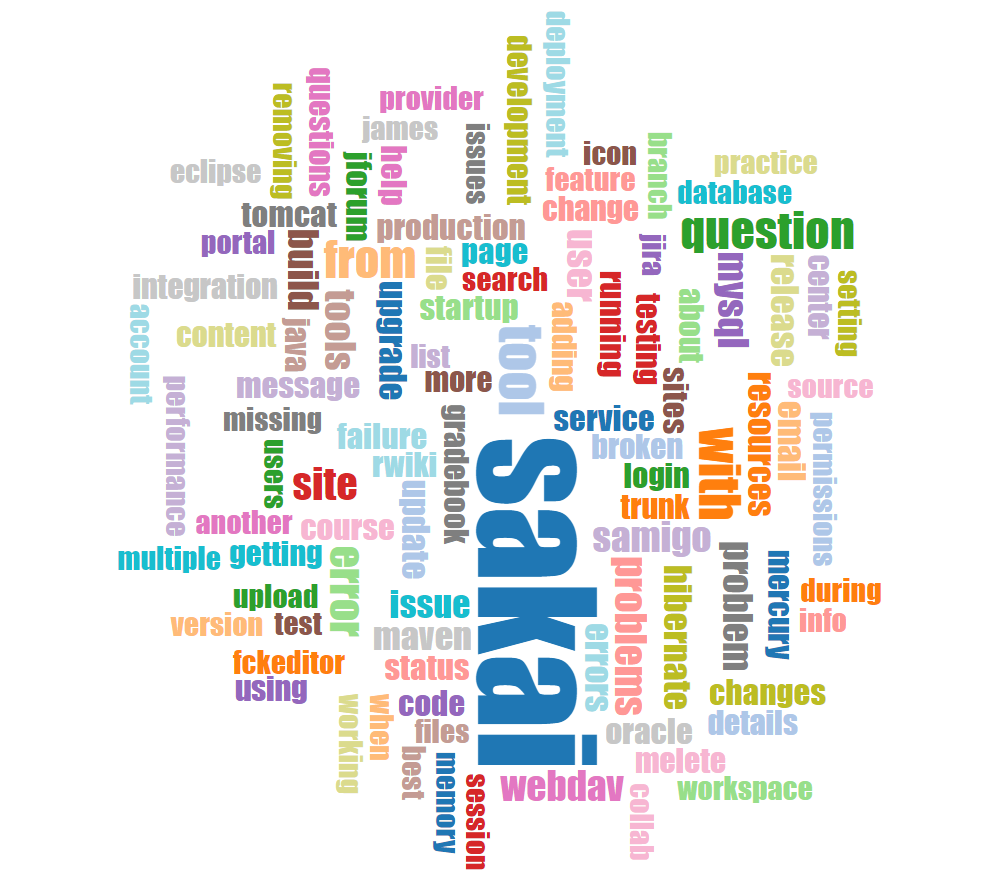 deployment
development
questions
removing
provider
james
issues
icon
branch
practice
eclipse
jforum
help
feature
database
tomcat
change
production
question
portal
build
from
file
page
user
jira
mysql
release
center
setting
search
running
integration
tools
upgrade
startup
testing
about
account
content
java
adding
tool
list
more
message
sites
resources
source
performance
missing
gradebook
service
email
permissions
failure
broken
with
users
rwiki
login
site
sakai
update
trunk
another
course
samigo
multiple
getting
error
problem
mercury
problems
hibernate
during
upload
issue
version
test
maven
errors
info
fckeditor
status
using
code
changes
working
when
files
oracle
details
best
memory
melete
session
webdav
workspace
collab